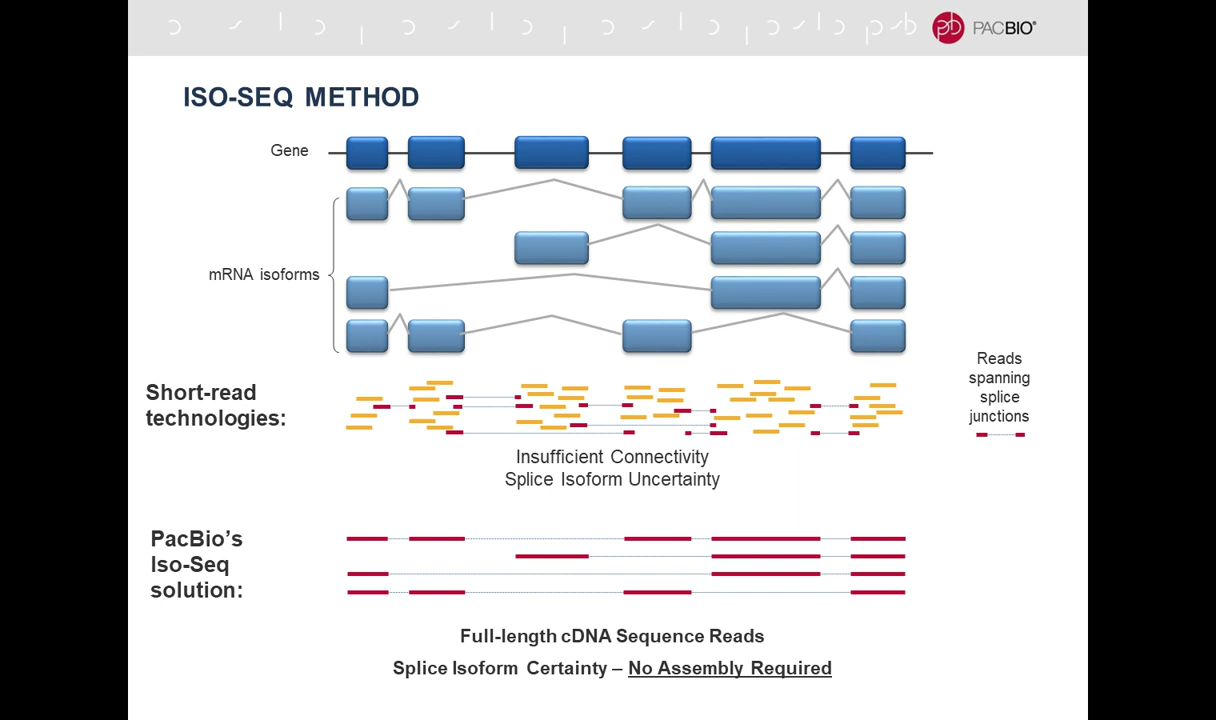 PACBIO®
ISO-SEQ METHOD
Gene
mRNA isoforms
Short-read
technologies:
Reads
spanning
splice
junctions
Insufficient Connectivity
Splice Isoform Uncertainty
PacBio’s
Iso-Seq
solution:
Full-length cDNA Sequence Reads
Splice Isoform Certainty – No Assembly Required